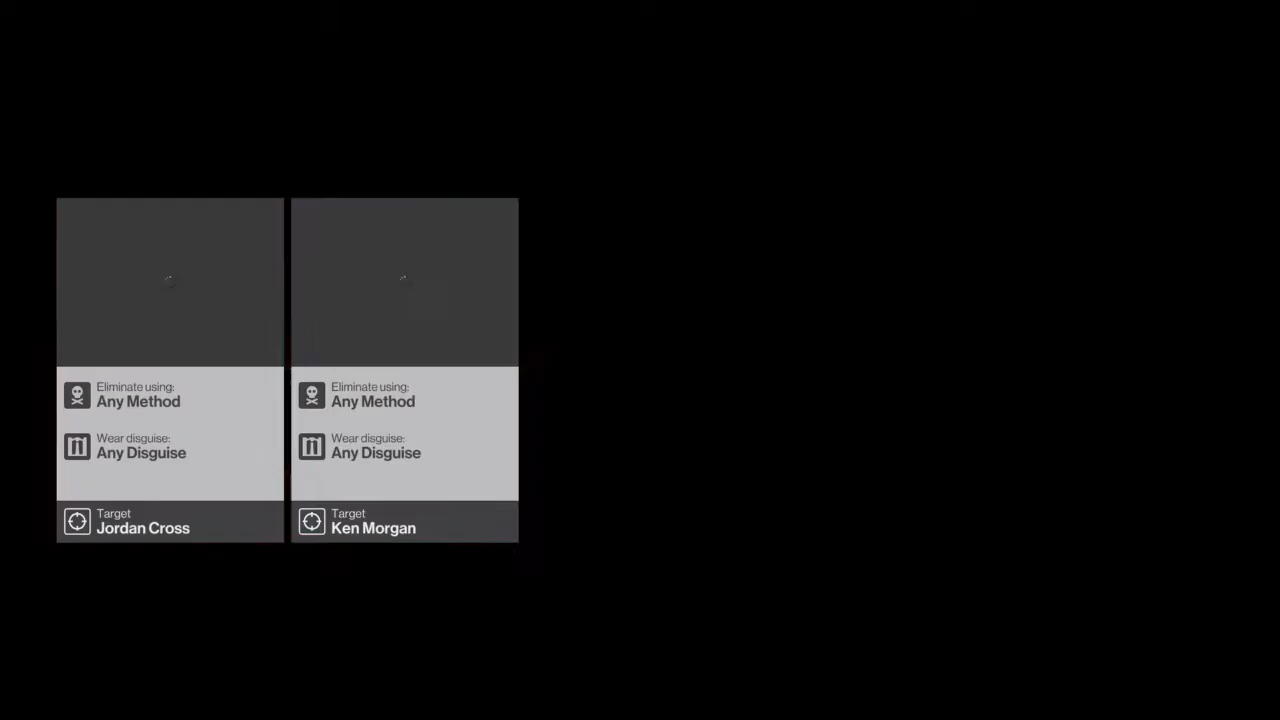 Eliminate using:
Any Method
Wear disguise:
Any Disguise
Target
Jordan Cross
Eliminate using:
Any Method
Wear disguise:
Any Disguise
Target
Ken Morgan